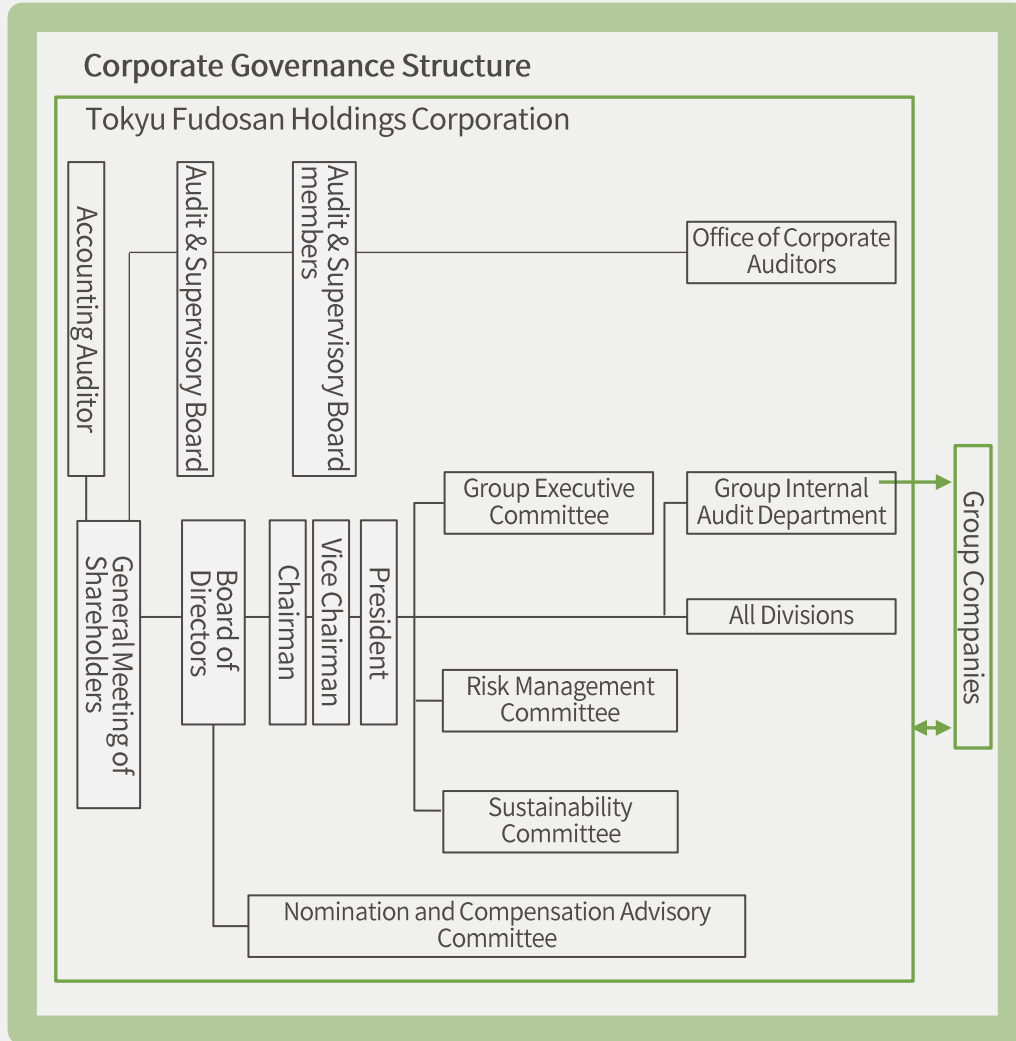 Corporate Governance Structure
Tokyu Fudosan Holdings Corporation
Accounting Auditor
Audit & Supervisory Board
Audit & Supervisory Board
members
Office of Corporate
Auditors
General Meeting of
Shareholders
Board of
Directors
Chairman
Vice Chairman
President
Group Executive
Committee
Group Internal
Audit Department
All Divisions
Risk Management
Committee
Sustainability
Committee
Nomination and Compensation Advisory
Committee
Group Companies